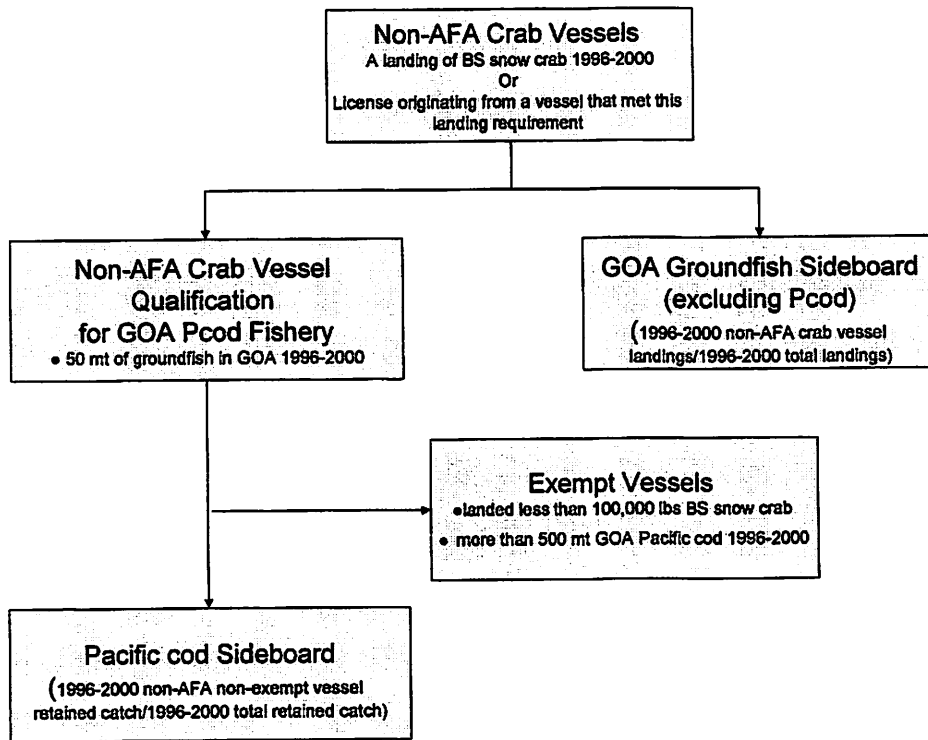 Non-AFA Crab Vessels
A landing of BS snow crab 1996-2000
Or
License originating from a vessel that met this
landing requirement
Non-AFA Crab Vessel
Qualification
for GOA Pcod Fishery
• 50 mt of groundfish in GOA 1996-2000
GOA Groundfish Sideboard
(excluding Pcod)
(1996-2000 non-AFA crab vessel
landings/1996-2000 total landings)
Exempt Vessels
•landed less than 100,000 lbs BS snow crab
• more than 500 mt GOA Pacific cod 1996-2000
Pacific cod Sideboard
(1996-2000 non-AFA non-exempt vessel
retained catch/1996-2000 total retained catch)